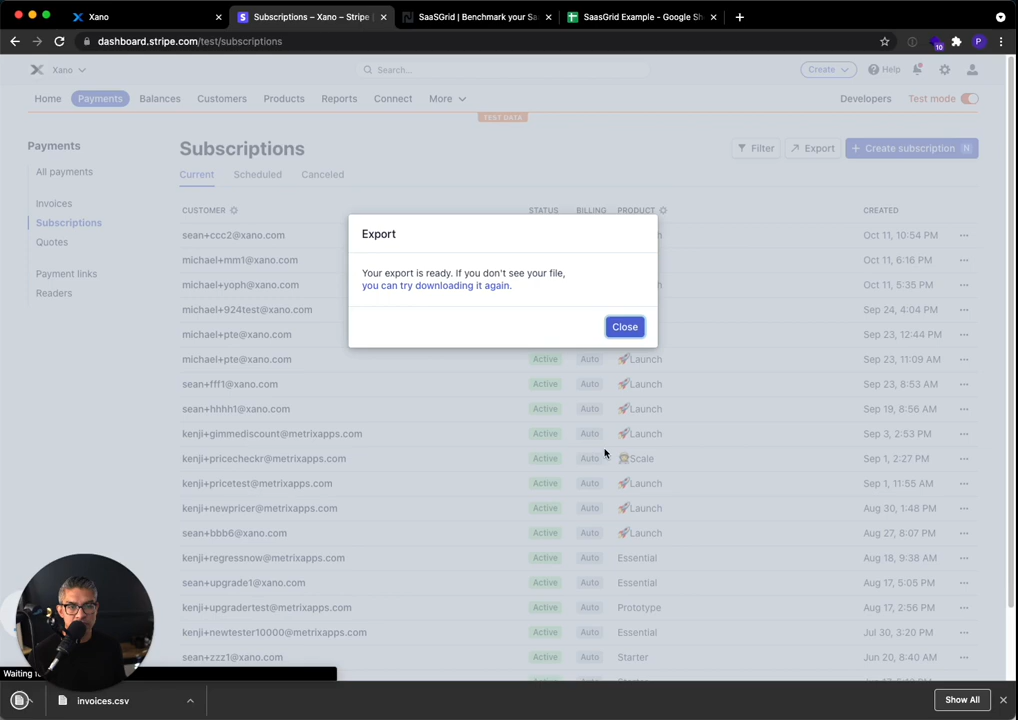 Xano
Subscriptions – Xano – Stripe
SaaSGrid | Benchmark your Sa
SaasGrid Example - Google Sh
dashboard.stripe.com/test/subscriptions
10
P
Xano
Search...
Create
Help
Home
Payments
Balances
Customers
Products
Reports
Connect
More
Developers
Test mode
TEST DATA
Payments
All payments
Invoices
Subscriptions
Quotes
Payment links
Readers
Subscriptions
Filter
Export
Create subscription N
Current
Scheduled
Canceled
CUSTOMER STATUS BILLING PRODUCT CREATED
sean+ccc2@xano.com Oct 11, 10:54 PM
michael+mm1@xano.com Oct 11, 6:16 PM
michael+yoph@xano.com Oct 11, 5:35 PM
michael+924test@xano.com Sep 24, 4:04 PM
michael+pte@xano.com Sep 23, 12:44 PM
michael+pte@xano.com Active Auto 🚀Launch Sep 23, 11:09 AM
sean+fff1@xano.com Active Auto 🚀Launch Sep 23, 8:53 AM
sean+hhhh1@xano.com Active Auto 🚀Launch Sep 19, 8:56 AM
kenji+gimmediscount@metrixapps.com Active Auto 🚀Launch Sep 3, 2:53 PM
kenji+pricecheckr@metrixapps.com Active Auto Scale Sep 1, 2:27 PM
kenji+pricetest@metrixapps.com Active Auto 🚀Launch Sep 1, 11:55 AM
kenji+newpricer@metrixapps.com Active Auto 🚀Launch Aug 30, 1:48 PM
sean+bbb6@xano.com Active Auto 🚀Launch Aug 27, 8:07 PM
kenji+regressnow@metrixapps.com Active Auto Essential Aug 18, 9:38 AM
sean+upgrade1@xano.com Active Auto Essential Aug 17, 5:05 PM
kenji+upgradertest@metrixapps.com Active Auto Prototype Aug 17, 2:56 PM
kenji+newtester10000@metrixapps.com Active Auto Essential Jul 30, 3:20 PM
sean+zzz1@xano.com Active Auto Starter Jun 20, 8:40 AM
Export
Your export is ready. If you don't see your file,
you can try downloading it again.
Close
Waiting
invoices.csv
Show All